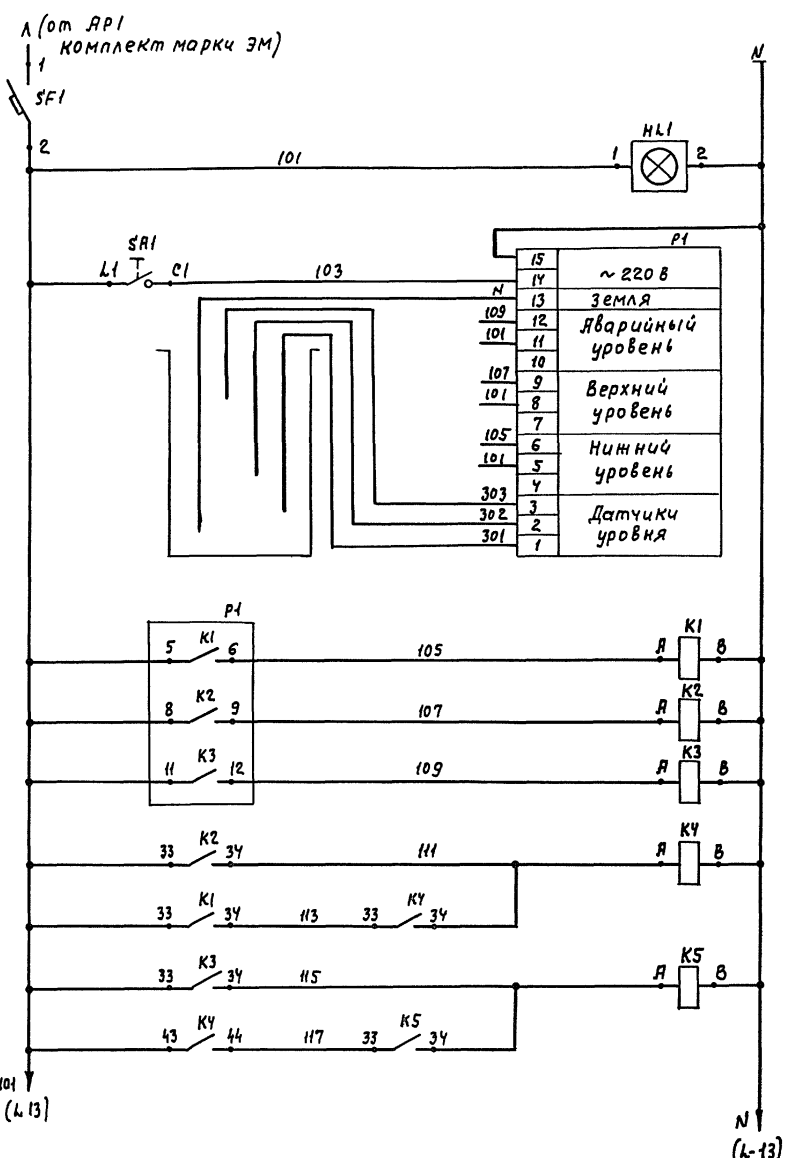 Л (от ЯР1
комплект марки ЭМ)
N
1
SF1
2
HL1
101
1
2
P1
SA1
L1
C1
103
15
14
~ 220 В
N
13
Земля
109
12
Аварийный
101
11
уровень
10
107
9
Верхний
101
8
уровень
7
105
6
Нижний
101
5
уровень
4
303
3
Датчики
302
2
уровня
301
1
P1
K1
5
6
105
K1
A
B
K2
8
9
107
K2
A
B
K3
11
12
109
K3
A
B
K2
33
34
111
K4
A
B
K1
33
34
113
33
K4
34
K3
33
34
115
K5
A
B
K4
43
44
117
33
K5
34
101
(L13)
N
(L-13)